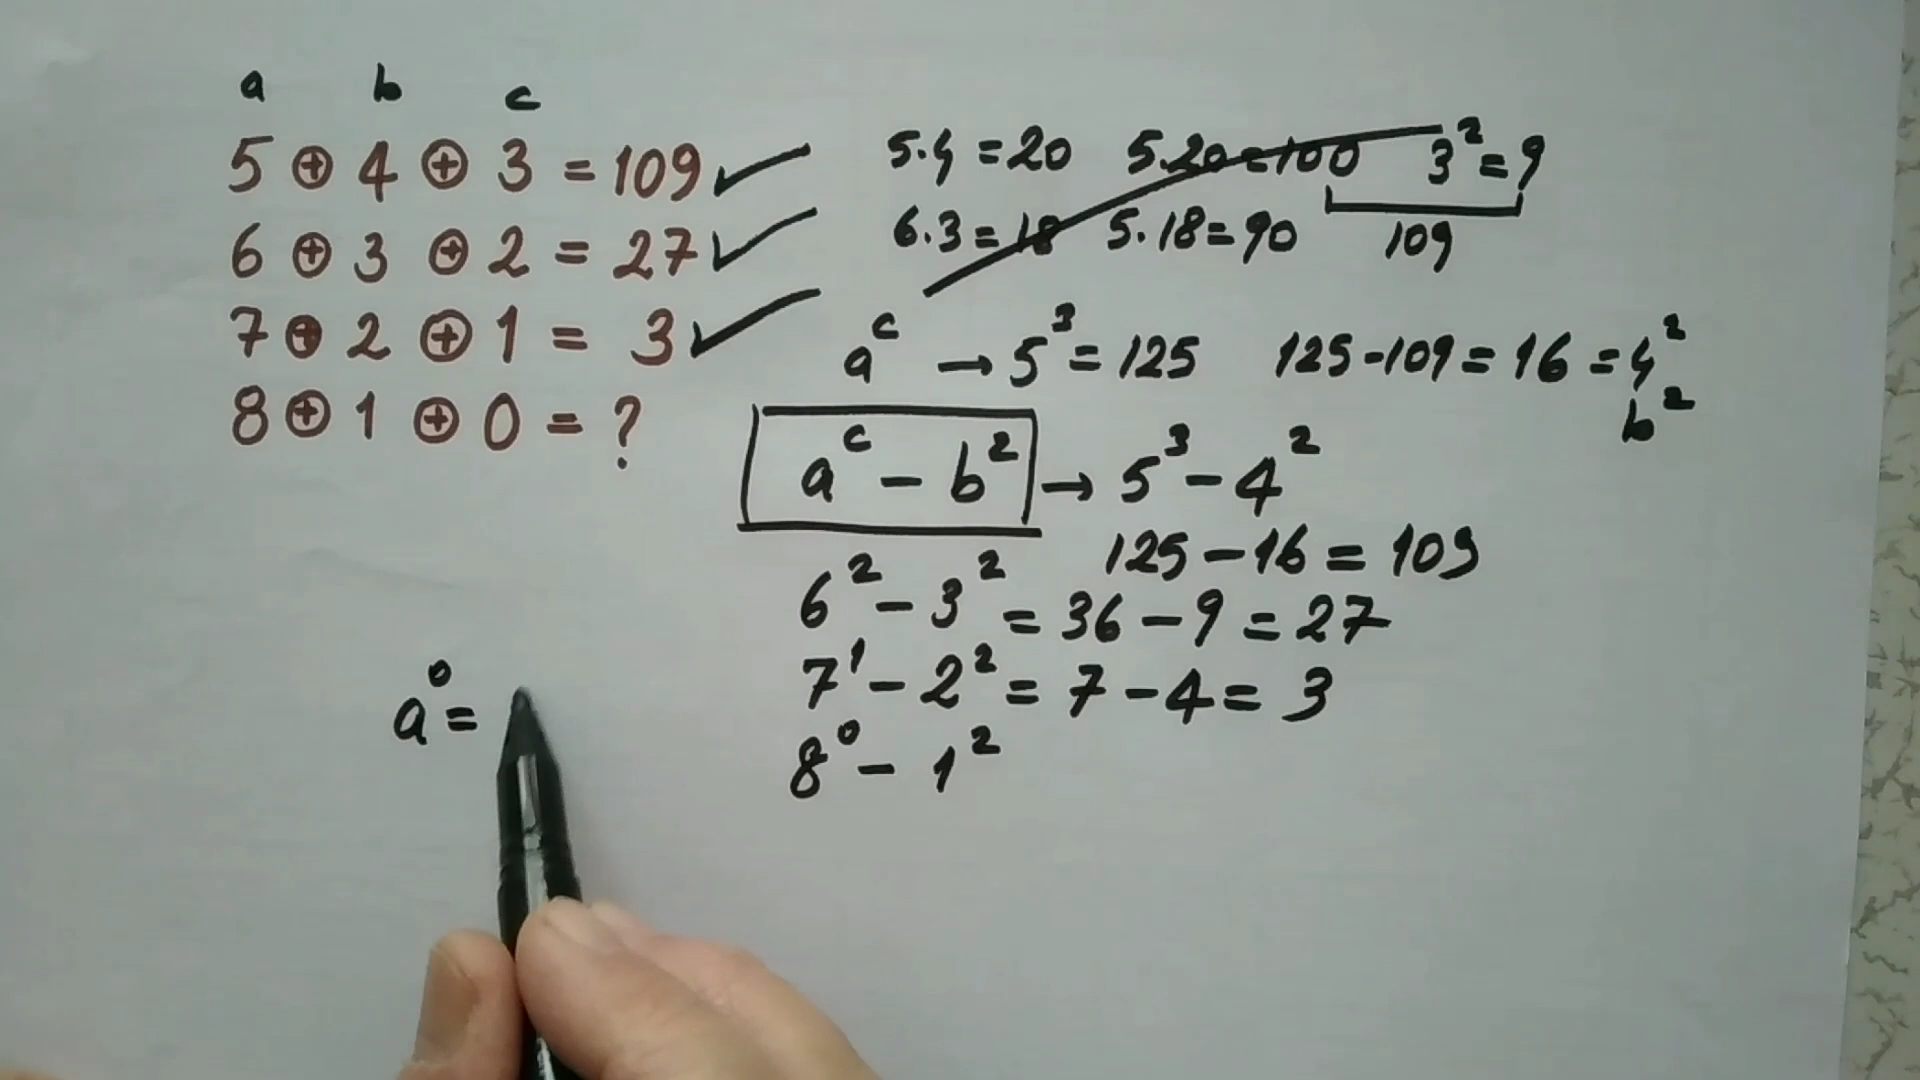 a b c
5 ⊕ 4 ⊕ 3 = 109 ✓
6 ⊕ 3 ⊕ 2 = 27 ✓
7 ⊕ 2 ⊕ 1 = 3 ✓
8 ⊕ 1 ⊕ 0 = ?
5.4 = 20 5.20 = 100 3² = 9
6.3 = 18 5.18 = 90 109
aᶜ → 5³ = 125 125 - 109 = 16 = 4²
b²
aᶜ - b² → 5³ - 4²
125 - 16 = 109
6² - 3² = 36 - 9 = 27
7¹ - 2² = 7 - 4 = 3
8⁰ - 1²
a⁰ =